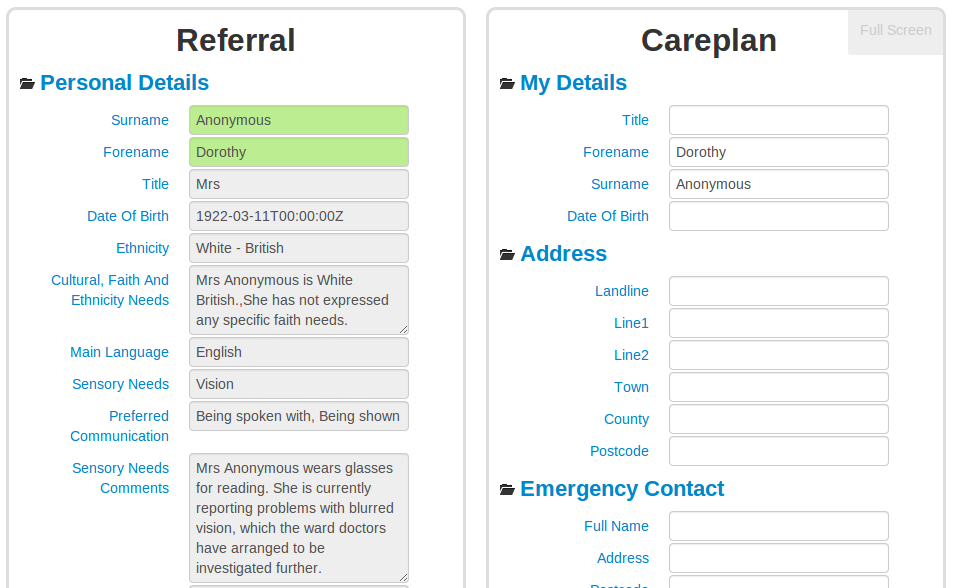 Referral
Personal Details
Surname Anonymous
Forename Dorothy
Title Mrs
Date Of Birth 1922-03-11T00:00:00Z
Ethnicity White - British
Cultural, Faith And Mrs Anonymous is White
Ethnicity Needs British.,She has not expressed
any specific faith needs.
Main Language English
Sensory Needs Vision
Preferred Being spoken with, Being shown
Communication
Sensory Needs Mrs Anonymous wears glasses
Comments for reading. She is currently
reporting problems with blurred
vision, which the ward doctors
have arranged to be
investigated further.
Careplan
Full Screen
My Details
Title
Forename Dorothy
Surname Anonymous
Date Of Birth
Address
Landline
Line1
Line2
Town
County
Postcode
Emergency Contact
Full Name
Address
Postcode